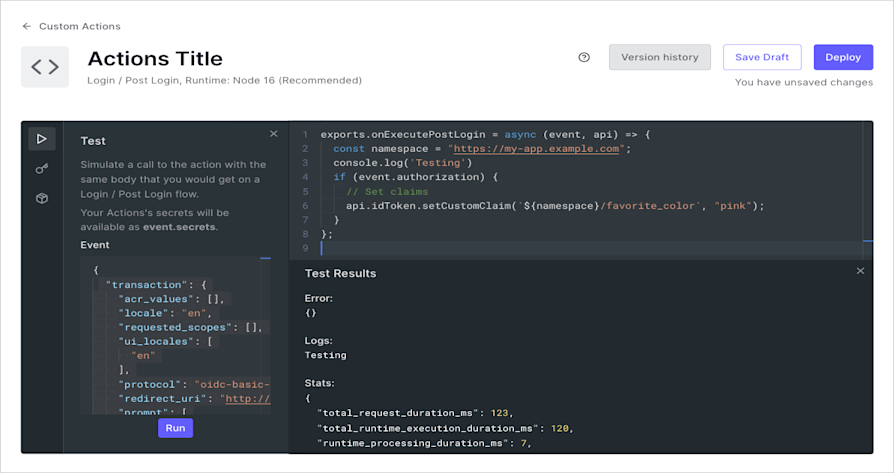 ← Custom Actions
<> Actions Title
Login / Post Login, Runtime: Node 16 (Recommended)
Version history
Save Draft
Deploy
You have unsaved changes
Test
Simulate a call to the action with the
same body that you would get on a
Login / Post Login flow.
Your Actions's secrets will be
available as event.secrets.
Event
{
"transaction": {
"acr_values": [],
"locale": "en",
"requested_scopes": [],
"ui_locales": [
"en"
],
"protocol": "oidc-basic-
"redirect_uri": "http://
"prompt": [
Run
1 exports.onExecutePostLogin = async (event, api) => {
2 const namespace = "https://my-app.example.com";
3 console.log('Testing')
4 if (event.authorization) {
5 // Set claims
6 api.idToken.setCustomClaim(`${namespace}/favorite_color`, "pink");
7 }
8 };
9
Test Results
Error:
{}
Logs:
Testing
Stats:
{
"total_request_duration_ms": 123,
"total_runtime_execution_duration_ms": 120,
"runtime_processing_duration_ms": 7,